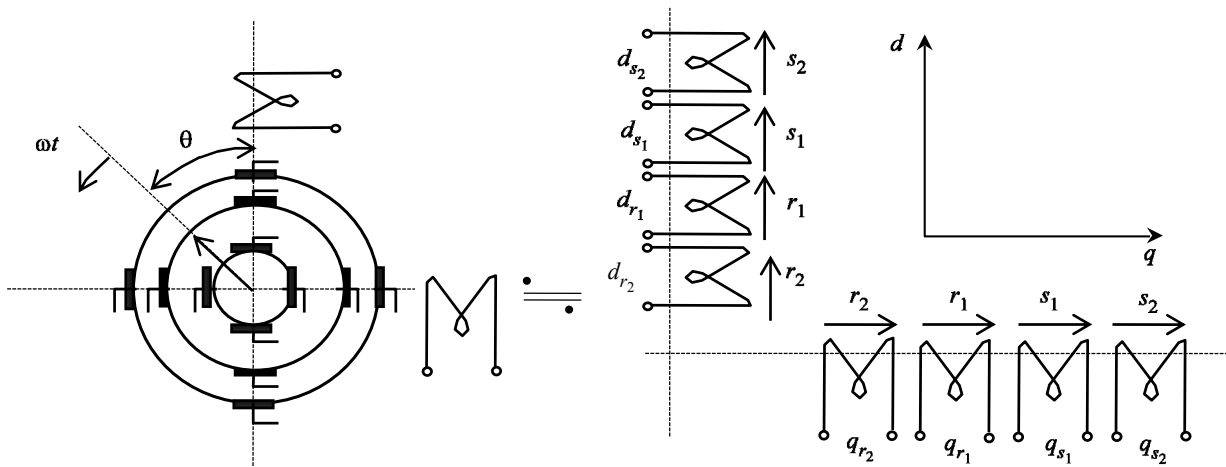 ωt
θ
d_{s_2}
s_2
d_{s_1}
s_1
d_{r_1}
r_1
d_{r_2}
r_2
d
q
r_2 r_1 s_1 s_2
q_{r_2} q_{r_1} q_{s_1} q_{s_2}